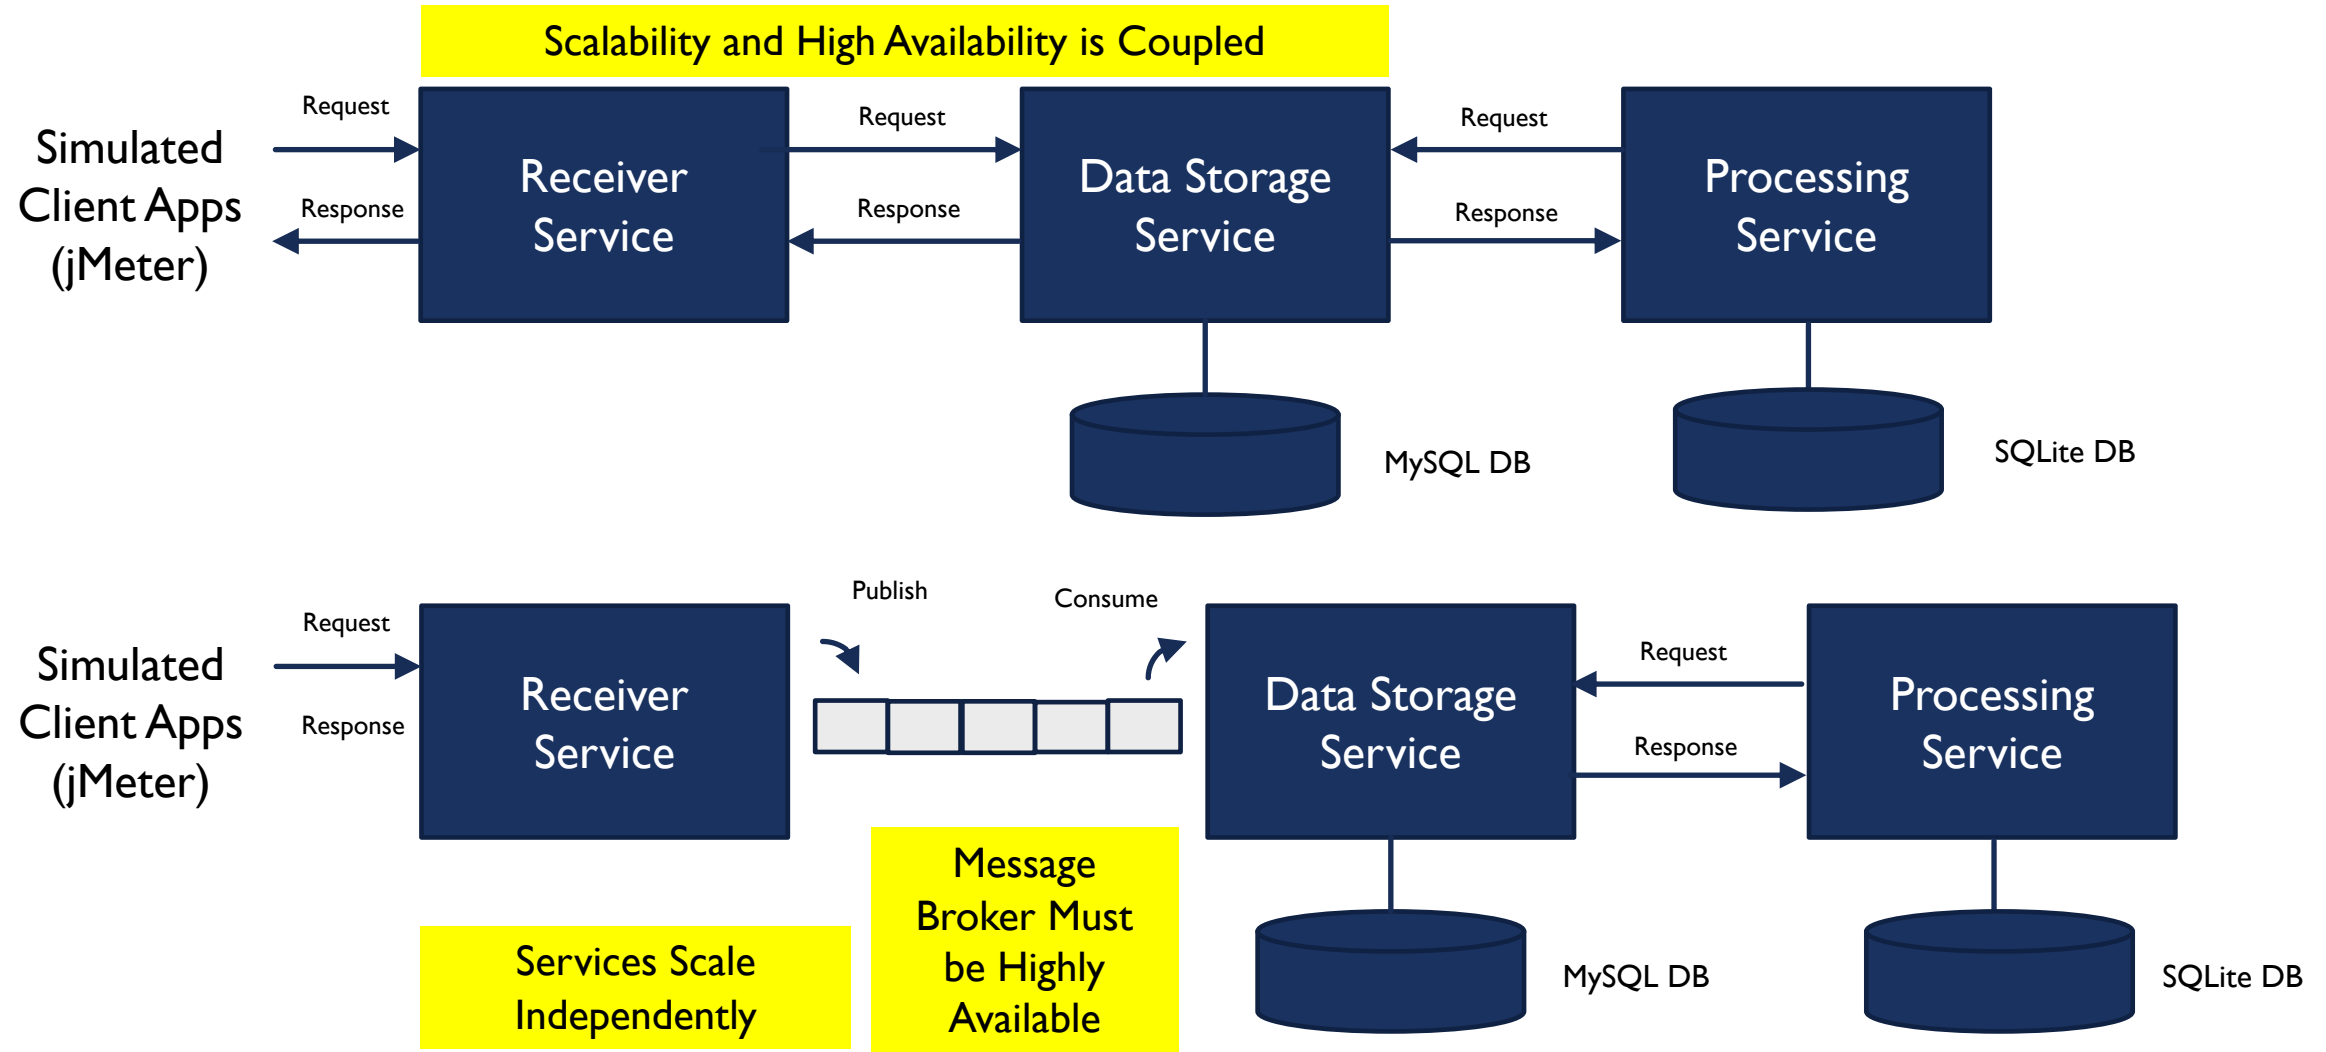 Scalability and High Availability is Coupled
Simulated
Client Apps
(jMeter)
Request
Response
Receiver
Service
Request
Response
Data Storage
Service
Request
Response
Processing
Service
MySQL DB
SQLite DB
Simulated
Client Apps
(jMeter)
Request
Response
Receiver
Service
Publish
Consume
Data Storage
Service
Request
Response
Processing
Service
Services Scale
Independently
Message
Broker Must
be Highly
Available
MySQL DB
SQLite DB